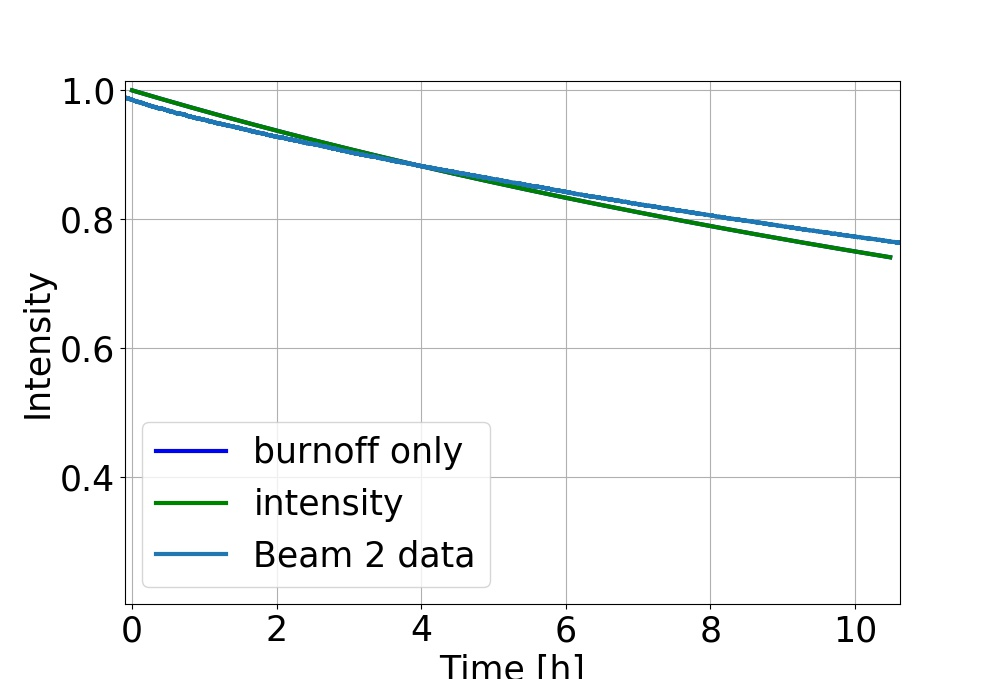 1.0
0.8
0.6
0.4
Intensity
burnoff only
intensity
Beam 2 data
0 2 4 6 8 10
Time [h]